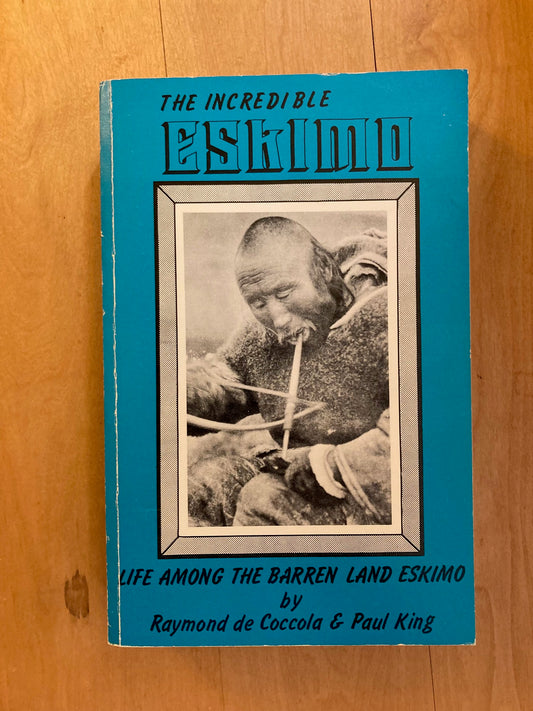 THE INCREDIBLE
ESKIMO
LIFE AMONG THE BARREN LAND ESKIMO
by
Raymond de Coccola & Paul King